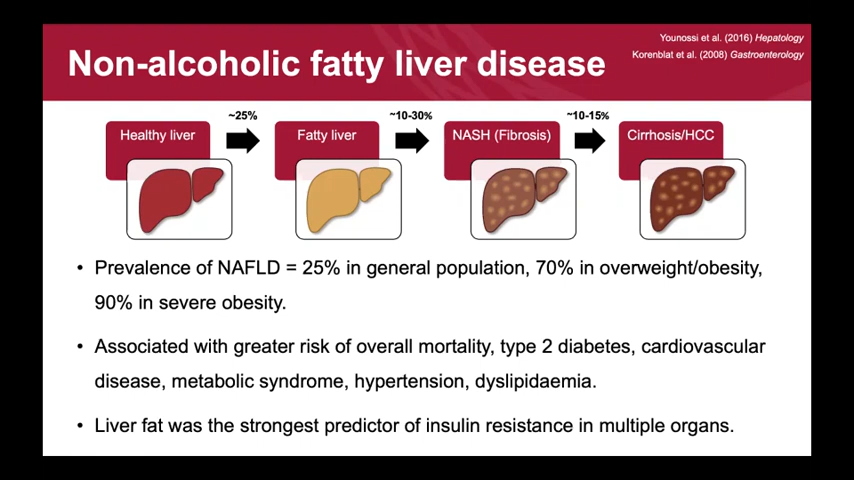 Younossi et al. (2016) Hepatology
Korenblat et al. (2008) Gastroenterology
Non-alcoholic fatty liver disease
~25%
~10-30%
~10-15%
Healthy liver
Fatty liver
NASH (Fibrosis)
Cirrhosis/HCC
• Prevalence of NAFLD = 25% in general population, 70% in overweight/obesity,
90% in severe obesity.
• Associated with greater risk of overall mortality, type 2 diabetes, cardiovascular
disease, metabolic syndrome, hypertension, dyslipidaemia.
• Liver fat was the strongest predictor of insulin resistance in multiple organs.